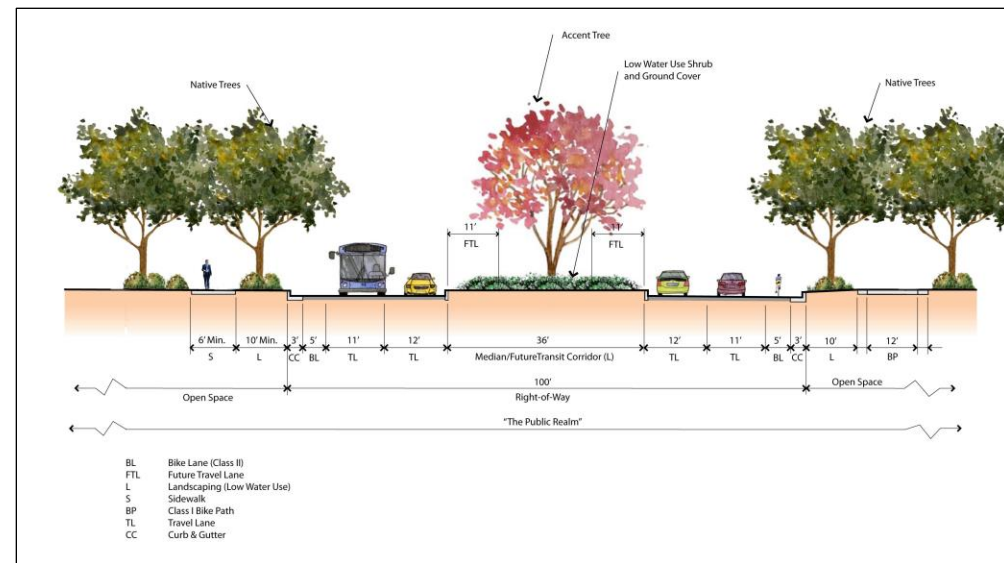 Accent Tree
Low Water Use Shrub
and Ground Cover
Native Trees
Native Trees
11'
FTL
11'
FTL
6' Min.
10' Min.
3'
5'
11'
12'
36'
12'
11'
5'
3'
10'
12'
S
L
CC
BL
TL
TL
Median/FutureTransit Corridor (L)
TL
TL
BL
CC
L
BP
100'
Open Space
Right-of-Way
Open Space
"The Public Realm"
BL Bike Lane (Class II)
FTL Future Travel Lane
L Landscaping (Low Water Use)
S Sidewalk
BP Class I Bike Path
TL Travel Lane
CC Curb & Gutter